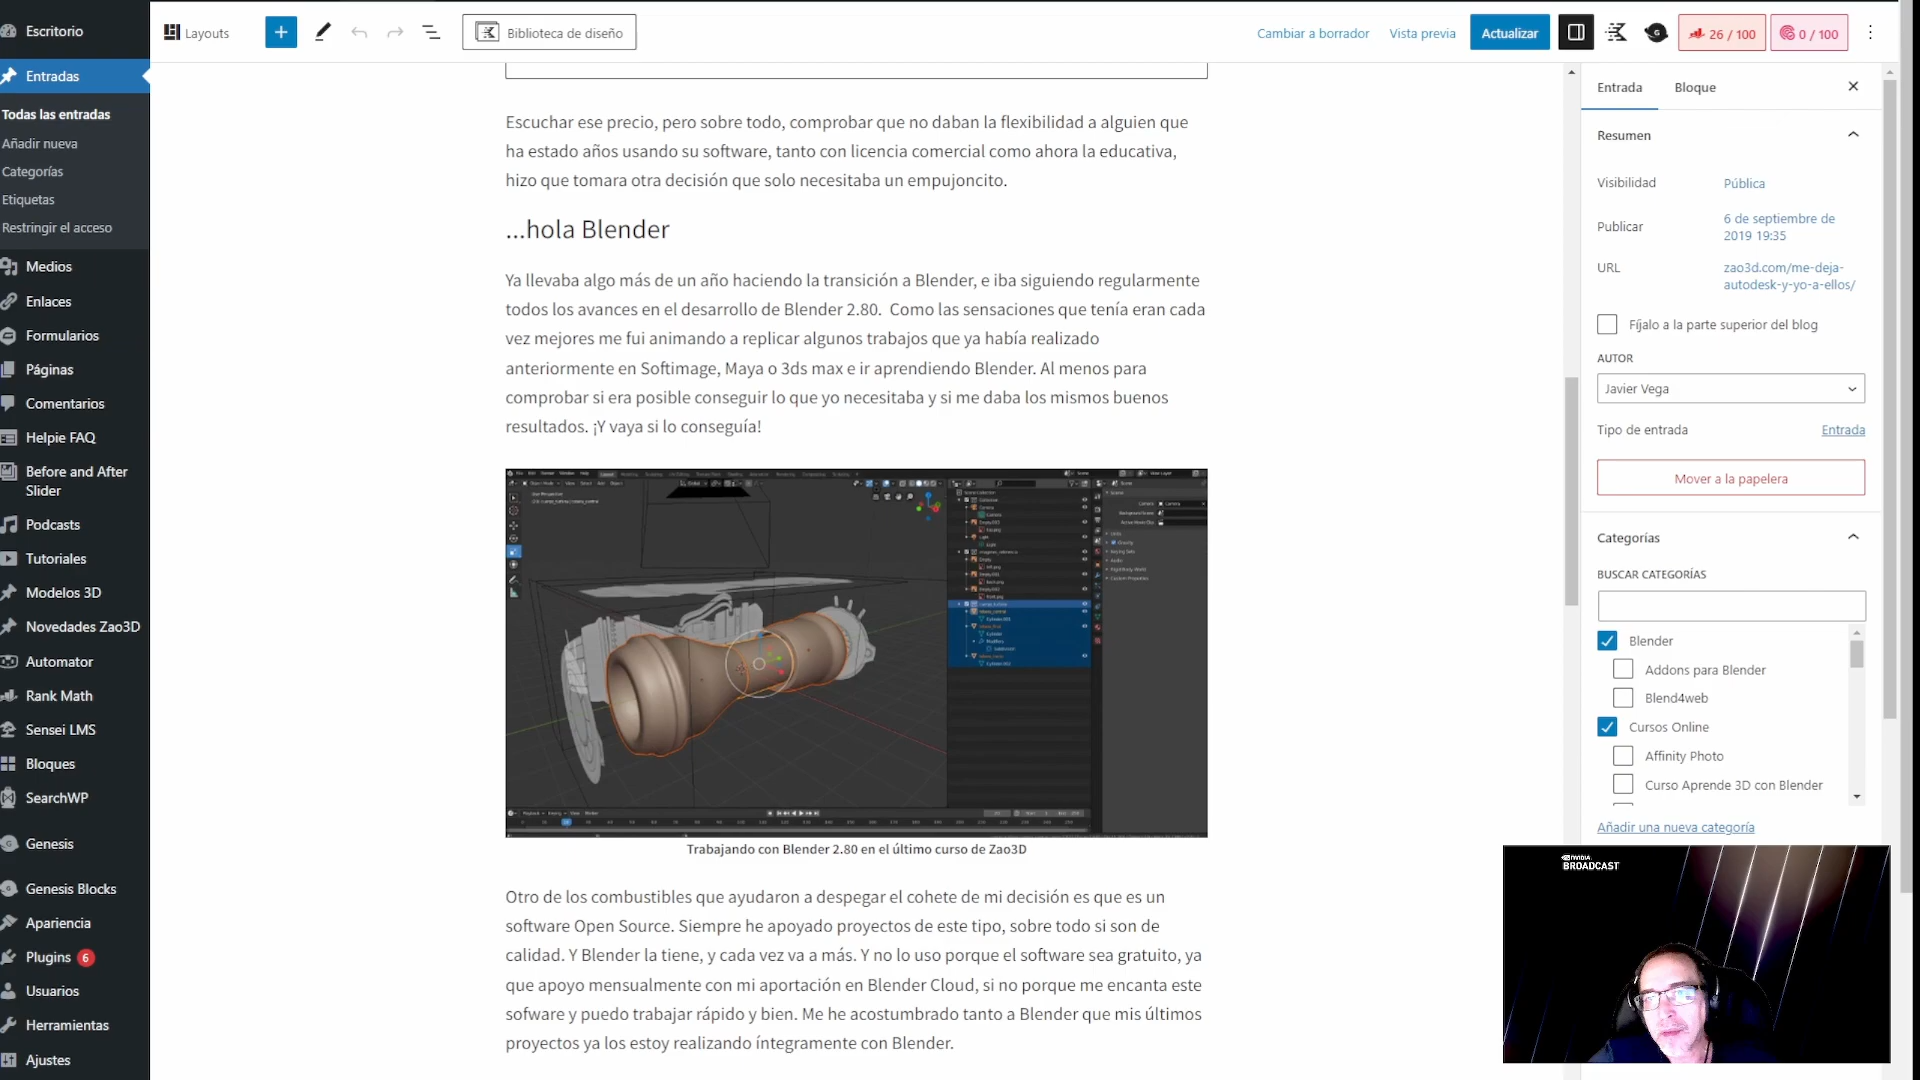 Escritorio
Entradas
Todas las entradas
Añadir nueva
Categorías
Etiquetas
Restringir el acceso
Medios
Enlaces
Formularios
Páginas
Comentarios
Helpie FAQ
Before and After
Slider
Podcasts
Tutoriales
Modelos 3D
Novedades Zao3D
Automator
Rank Math
Sensei LMS
Bloques
SearchWP
Genesis
Genesis Blocks
Apariencia
Plugins 6
Usuarios
Herramientas
Ajustes
Layouts
Biblioteca de diseño
Cambiar a borrador
Vista previa
Actualizar
26 / 100
0 / 100
Escuchar ese precio, pero sobre todo, comprobar que no daban la flexibilidad a alguien que
ha estado años usando su software, tanto con licencia comercial como ahora la educativa,
hizo que tomara otra decisión que solo necesitaba un empujoncito.
...hola Blender
Ya llevaba algo más de un año haciendo la transición a Blender, e iba siguiendo regularmente
todos los avances en el desarrollo de Blender 2.80. Como las sensaciones que tenía eran cada
vez mejores me fui animando a replicar algunos trabajos que ya había realizado
anteriormente en Softimage, Maya o 3ds max e ir aprendiendo Blender. Al menos para
comprobar si era posible conseguir lo que yo necesitaba y si me daba los mismos buenos
resultados. ¡Y vaya si lo conseguía!
Trabajando con Blender 2.80 en el último curso de Zao3D
Otro de los combustibles que ayudaron a despegar el cohete de mi decisión es que es un
software Open Source. Siempre he apoyado proyectos de este tipo, sobre todo si son de
calidad. Y Blender la tiene, y cada vez va a más. Y no lo uso porque el software sea gratuito, ya
que apoyo mensualmente con mi aportación en Blender Cloud, si no porque me encanta este
sofware y puedo trabajar rápido y bien. Me he acostumbrado tanto a Blender que mis últimos
proyectos ya los estoy realizando íntegramente con Blender.
Entrada
Bloque
Resumen
Visibilidad
Pública
Publicar
6 de septiembre de
2019 19:35
URL
zao3d.com/me-deja-
autodesk-y-yo-a-ellos/
Fíjalo a la parte superior del blog
AUTOR
Javier Vega
Tipo de entrada
Entrada
Mover a la papelera
Categorías
BUSCAR CATEGORÍAS
Blender
Addons para Blender
Blend4web
Cursos Online
Affinity Photo
Curso Aprende 3D con Blender
Añadir una nueva categoría
NVIDIA
BROADCAST